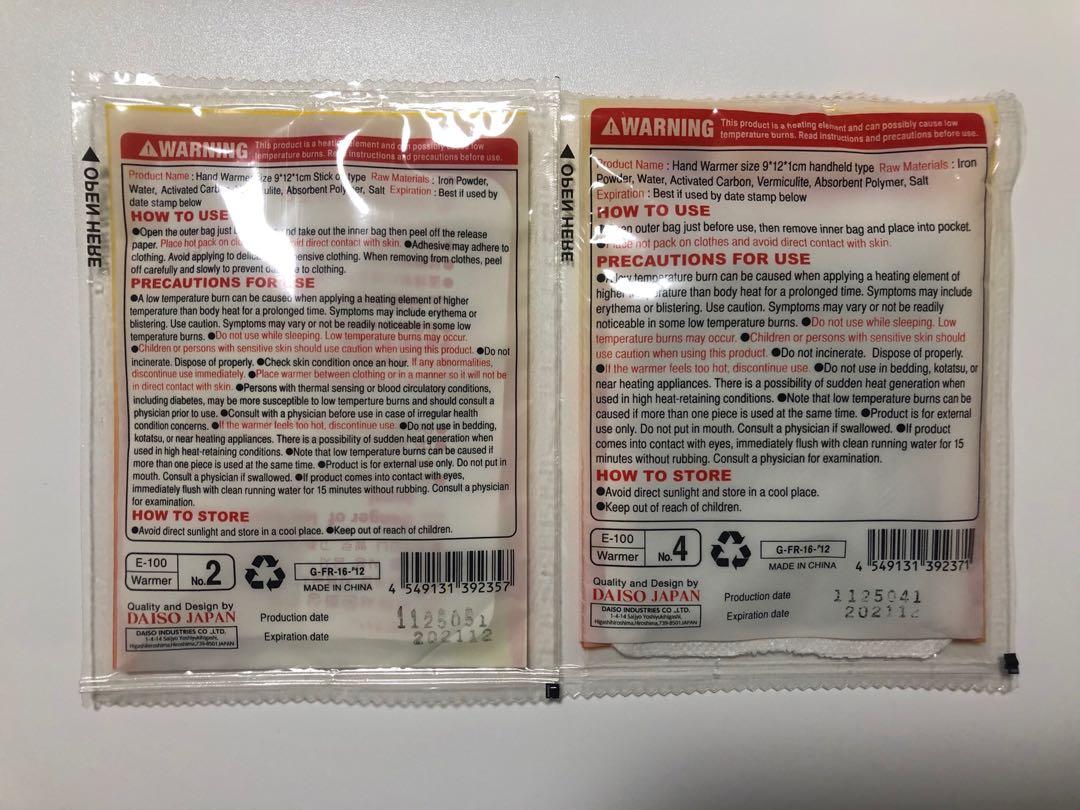 OPEN HERE
WARNING This product is a heating element and can possibly cause low
temperature burns. Read instructions and precautions before use.
Product Name : Hand Warmer size 9*12*1cm Stick on type Raw Materials : Iron Powder,
Water, Activated Carbon, Vermiculite, Absorbent Polymer, Salt Expiration : Best if used by
date stamp below
HOW TO USE
●Open the outer bag just and take out the inner bag then peel off the release
paper. Place hot pack on avoid direct contact with skin. ●Adhesive may adhere to
clothing. Avoid applying to expensive clothing. When removing from clothes, peel
off carefully and slowly to prevent to clothing.
PRECAUTIONS FOR USE
●A low temperature burn can be caused when applying a heating element of higher
temperature than body heat for a prolonged time. Symptoms may include erythema or
blistering. Use caution. Symptoms may vary or not be readily noticeable in some low
temperature burns. ●Do not use while sleeping. Low temperature burns may occur.
●Children or persons with sensitive skin should use caution when using this product. ●Do not
incinerate. Dispose of properly. ●Check skin condition once an hour. If any abnormalities,
discontinue use immediately. ●Place warmer between clothing or in a manner so it will not be
in direct contact with skin. ●Persons with thermal sensing or blood circulatory conditions,
including diabetes, may be more susceptible to low temperture burns and should consult a
physician prior to use. ●Consult with a physician before use in case of irregular health
condition concerns. ●If the warmer feels too hot, discontinue use. ●Do not use in bedding,
kotatsu, or near heating appliances. There is a possibility of sudden heat generation when
used in high heat-retaining conditions. ●Note that low temperature burns can be caused if
more than one piece is used at the same time. ●Product is for external use only. Do not put in
mouth. Consult a physician if swallowed. ●If product comes into contact with eyes,
immediately flush with clean running water for 15 minutes without rubbing. Consult a physician
for examination.
HOW TO STORE
●Avoid direct sunlight and store in a cool place. ●Keep out of reach of children.
E-100
Warmer No.2
G-FR-16-*12
MADE IN CHINA
4 549131 392357
Quality and Design by
DAISO JAPAN
DAISO INDUSTRIES CO .,LTD.
1-4-14 Saijyo Yoshiyukihigashi,
Higashihiroshima,Hiroshima,739-8501JAPAN
Production date 1125051
Expiration date 202112
OPEN HERE
WARNING This product is a heating element and can possibly cause low
temperature burns. Read instructions and precautions before use.
Product Name : Hand Warmer size 9*12*1cm handheld type Raw Materials : Iron
Powder, Water, Activated Carbon, Vermiculite, Absorbent Polymer, Salt
Expiration : Best if used by date stamp below
HOW TO USE
Open outer bag just before use, then remove inner bag and place into pocket.
●Place hot pack on clothes and avoid direct contact with skin.
PRECAUTIONS FOR USE
●A low temperature burn can be caused when applying a heating element of
higher temperature than body heat for a prolonged time. Symptoms may include
erythema or blistering. Use caution. Symptoms may vary or not be readily
noticeable in some low temperature burns. ●Do not use while sleeping. Low
temperature burns may occur. ●Children or persons with sensitive skin should
use caution when using this product. ●Do not incinerate. Dispose of properly.
●If the warmer feels too hot, discontinue use. ●Do not use in bedding, kotatsu, or
near heating appliances. There is a possibility of sudden heat generation when
used in high heat-retaining conditions. ●Note that low temperature burns can be
caused if more than one piece is used at the same time. ●Product is for external
use only. Do not put in mouth. Consult a physician if swallowed. ●If product
comes into contact with eyes, immediately flush with clean running water for 15
minutes without rubbing. Consult a physician for examination.
HOW TO STORE
●Avoid direct sunlight and store in a cool place.
●Keep out of reach of children.
E-100
Warmer No.4
G-FR-16-*12
MADE IN CHINA
4 549131 392371
Quality and Design by
DAISO JAPAN
DAISO INDUSTRIES CO .,LTD.
1-4-14 Saijyo Yoshiyukihigashi,
Higashihiroshima,Hiroshima,739-8501JAPAN
Production date 1125041
Expiration date 202112